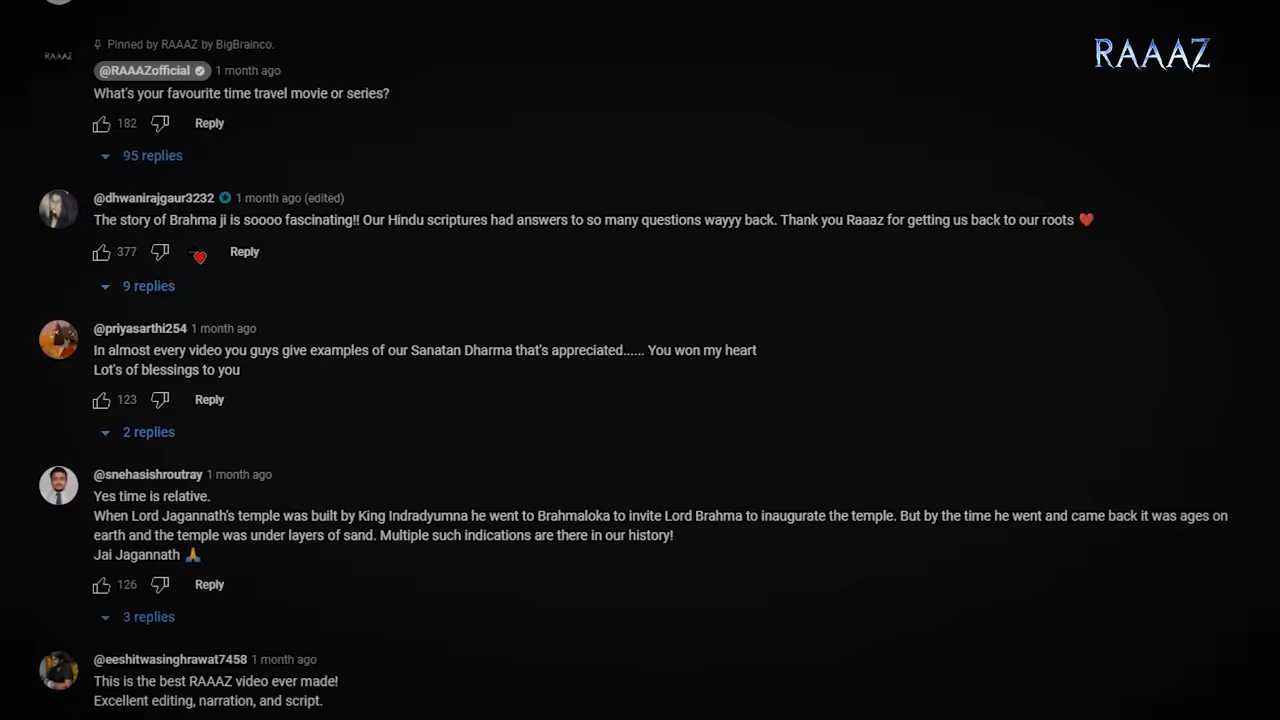 RAAAZ
RAAAZ
Pinned by RAAAZ by BigBrainco.
@RAAAZofficial 1 month ago
What's your favourite time travel movie or series?
182 Reply
95 replies
@dhwanirajgaur3232 1 month ago (edited)
The story of Brahma ji is soooo fascinating!! Our Hindu scriptures had answers to so many questions wayyy back. Thank you Raaaz for getting us back to our roots ❤️
377 Reply
9 replies
@priyasarthi254 1 month ago
In almost every video you guys give examples of our Sanatan Dharma that's appreciated...... You won my heart
Lot's of blessings to you
123 Reply
2 replies
@snehasishroutray 1 month ago
Yes time is relative.
When Lord Jagannath's temple was built by King Indradyumna he went to Brahmaloka to invite Lord Brahma to inaugurate the temple. But by the time he went and came back it was ages on
earth and the temple was under layers of sand. Multiple such indications are there in our history!
Jai Jagannath 🙏
126 Reply
3 replies
@eeshitwasinghrawat7458 1 month ago
This is the best RAAAZ video ever made!
Excellent editing, narration, and script.